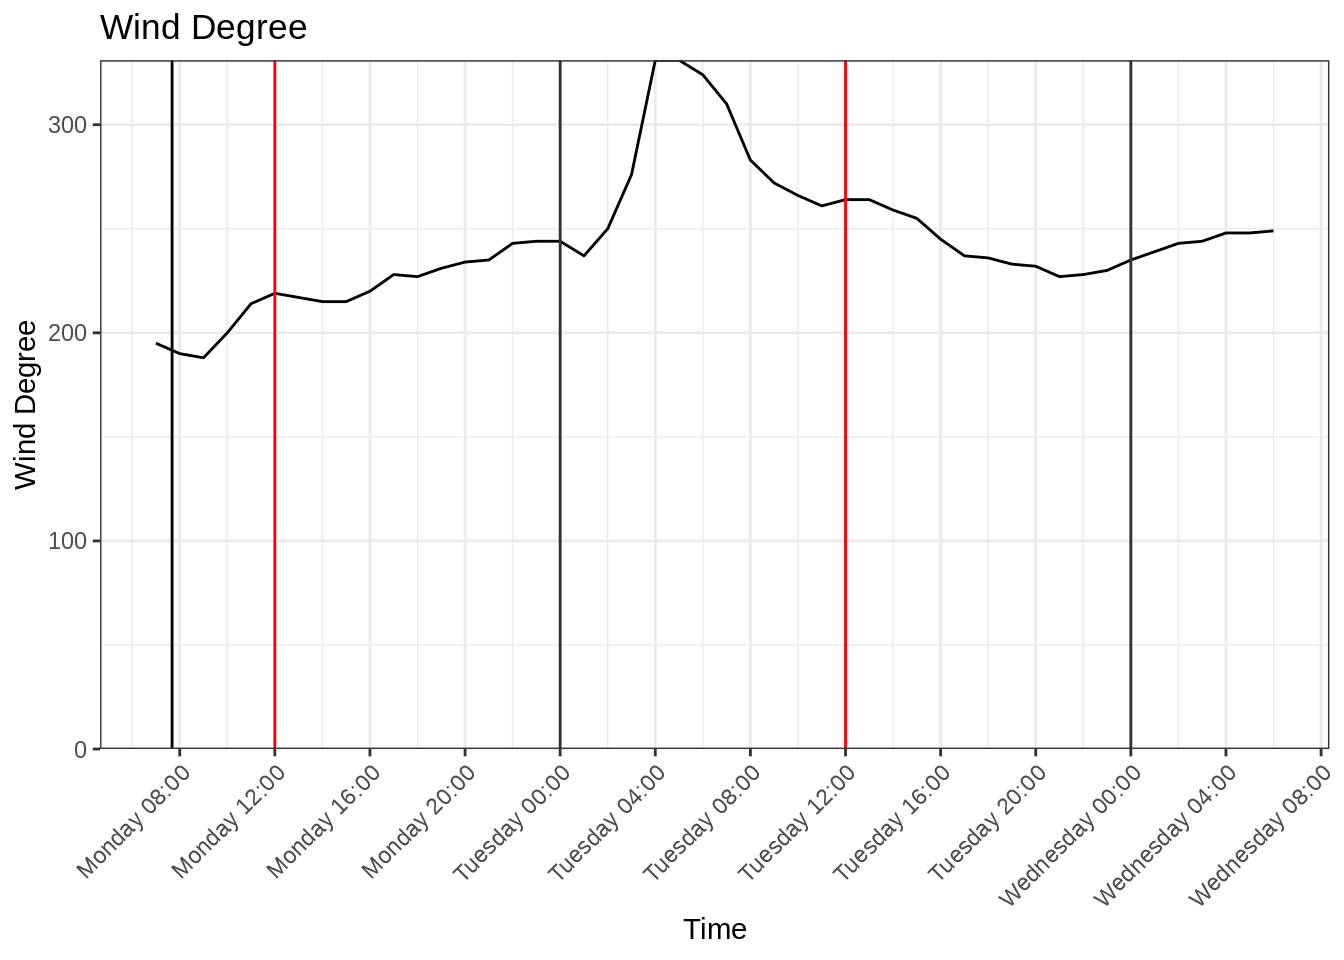 Wind Degree
Wind Degree
300
200
100
0
Monday 08:00
Monday 12:00
Monday 16:00
Monday 20:00
Tuesday 00:00
Tuesday 04:00
Tuesday 08:00
Tuesday 12:00
Tuesday 16:00
Tuesday 20:00
Wednesday 00:00
Wednesday 04:00
Wednesday 08:00
Time